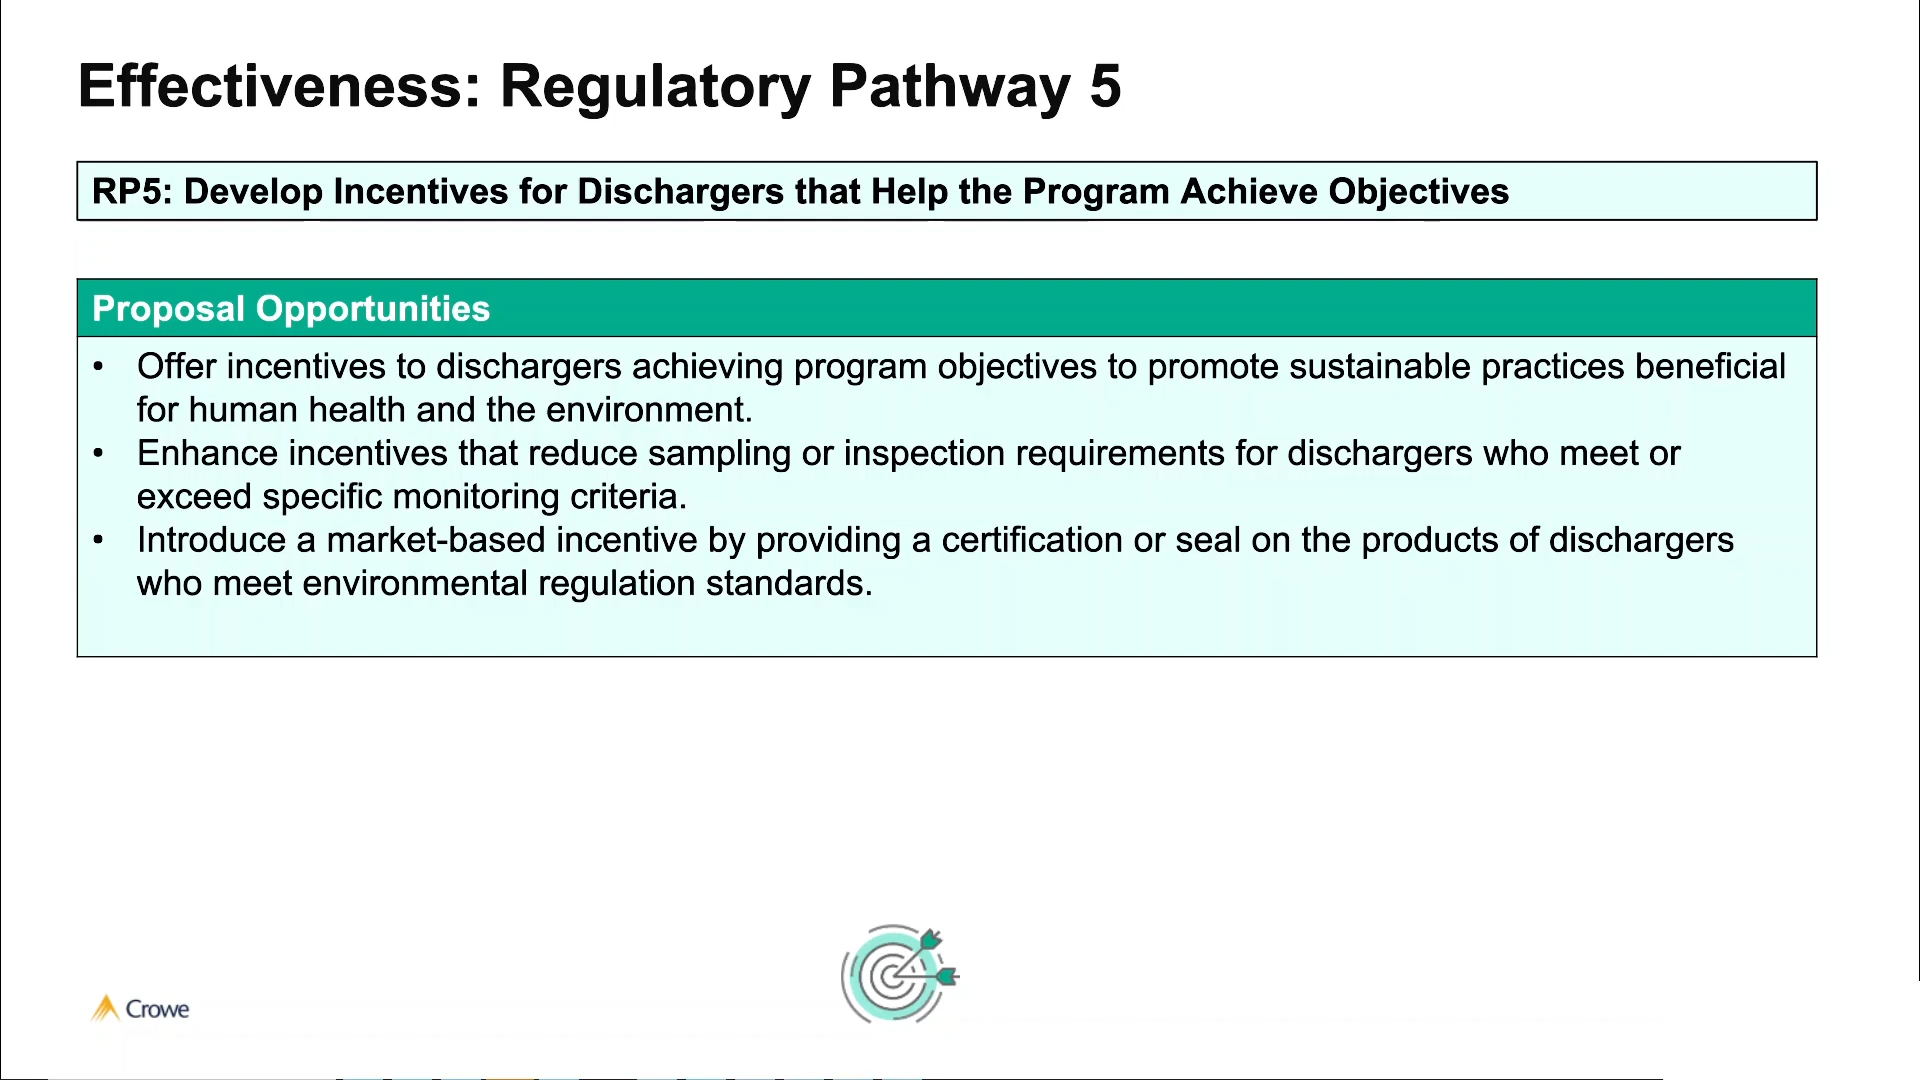 Effectiveness: Regulatory Pathway 5
RP5: Develop Incentives for Dischargers that Help the Program Achieve Objectives
Proposal Opportunities
• Offer incentives to dischargers achieving program objectives to promote sustainable practices beneficial
for human health and the environment.
• Enhance incentives that reduce sampling or inspection requirements for dischargers who meet or
exceed specific monitoring criteria.
• Introduce a market-based incentive by providing a certification or seal on the products of dischargers
who meet environmental regulation standards.
Crowe